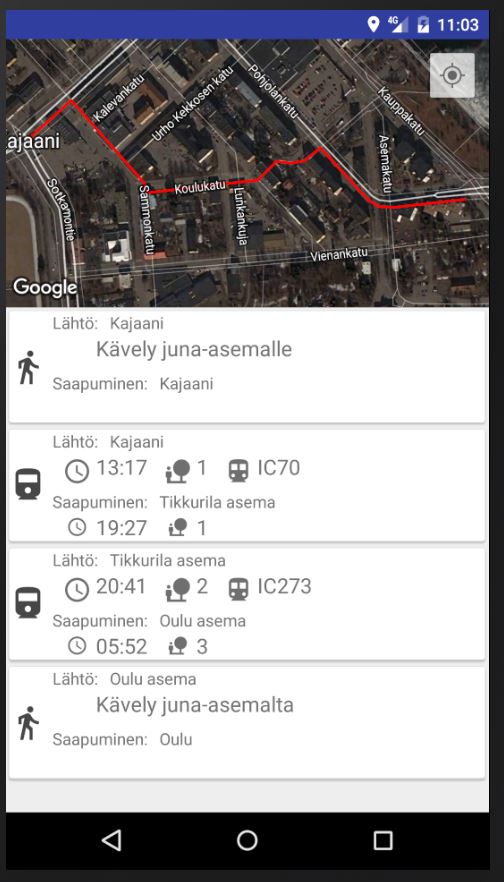 4G 11:03
Kalevankatu
Urho Kekkosen katu
Pohjolankatu
Kauppakatu
ajaani
Asemakatu
Sotkamontie
Sammonkatu
Koulukatu
Lunkankuja
Vienankatu
Google
Lähtö: Kajaani
Kävely juna-asemalle
Saapuminen: Kajaani
Lähtö: Kajaani
13:17 1 IC70
Saapuminen: Tikkurila asema
19:27 1
Lähtö: Tikkurila asema
20:41 2 IC273
Saapuminen: Oulu asema
05:52 3
Lähtö: Oulu asema
Kävely juna-asemalta
Saapuminen: Oulu